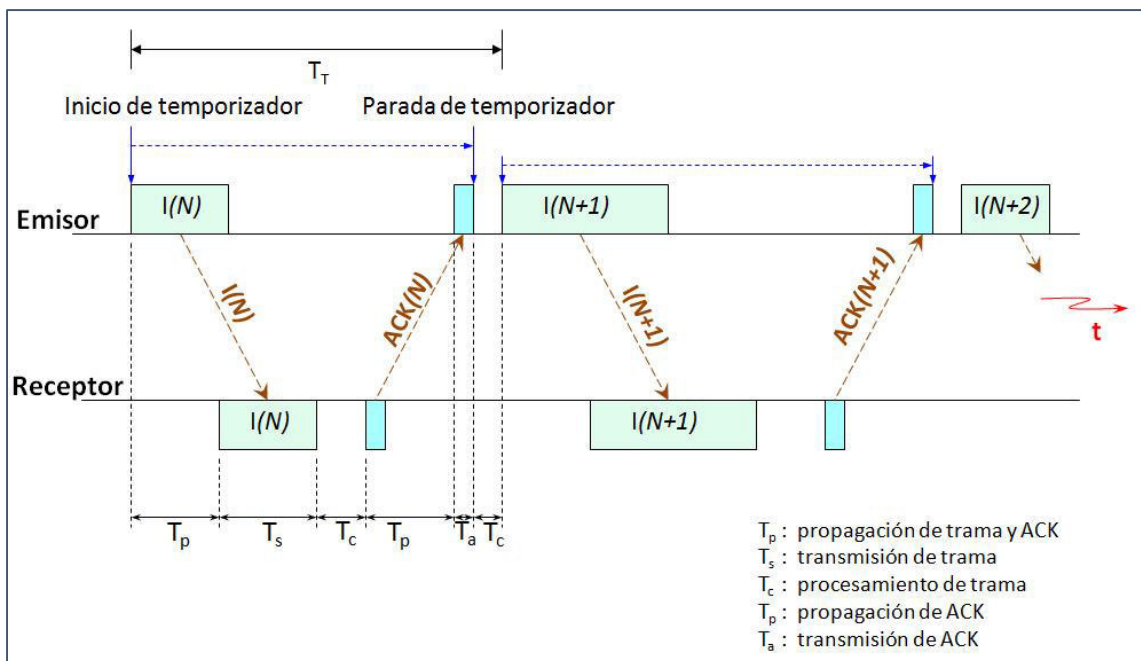 T_T
Inicio de temporizador Parada de temporizador
I(N) I(N+1) I(N+2)
Emisor
I(N) ACK(N) I(N+1) ACK(N+1)
t
Receptor
I(N) I(N+1)
T_p T_s T_c T_p T_a T_c
T_p : propagación de trama y ACK
T_s : transmisión de trama
T_c : procesamiento de trama
T_p : propagación de ACK
T_a : transmisión de ACK